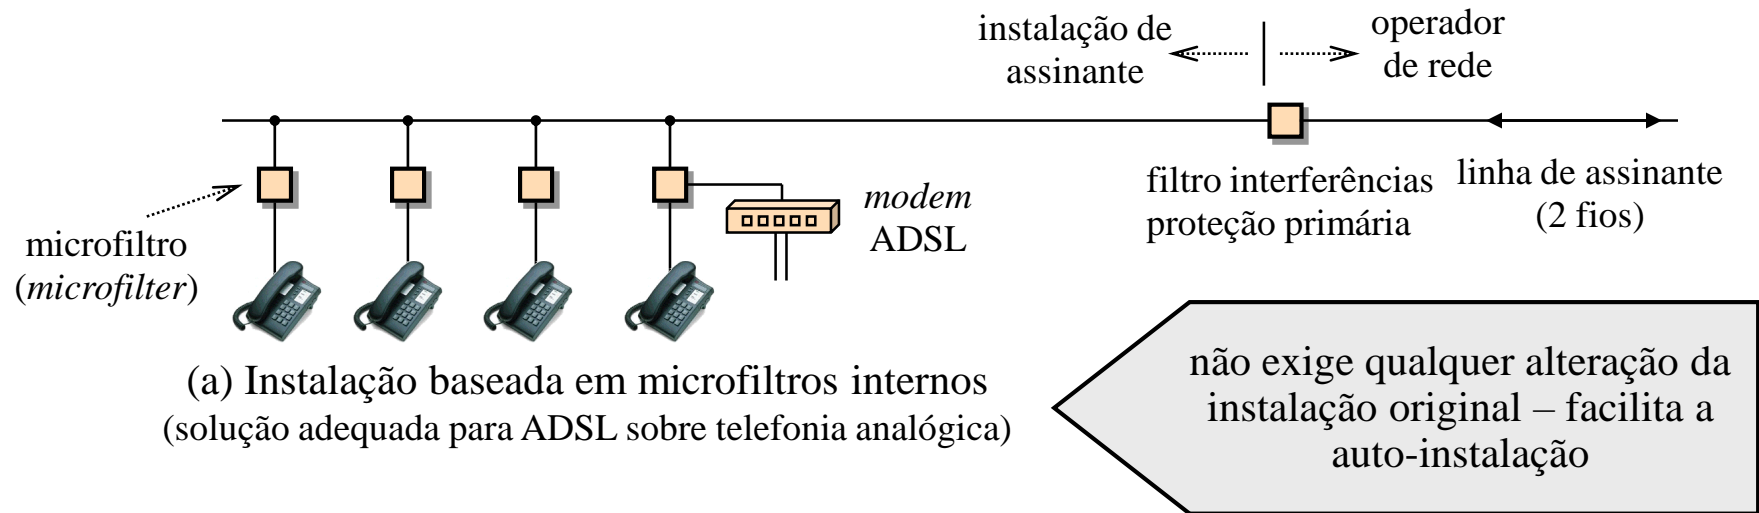 instalação de
assinante
operador
de rede
microfiltro
(microfilter)
modem
ADSL
filtro interferências
proteção primária
linha de assinante
(2 fios)
(a) Instalação baseada em microfiltros internos
(solução adequada para ADSL sobre telefonia analógica)
não exige qualquer alteração da
instalação original – facilita a
auto-instalação